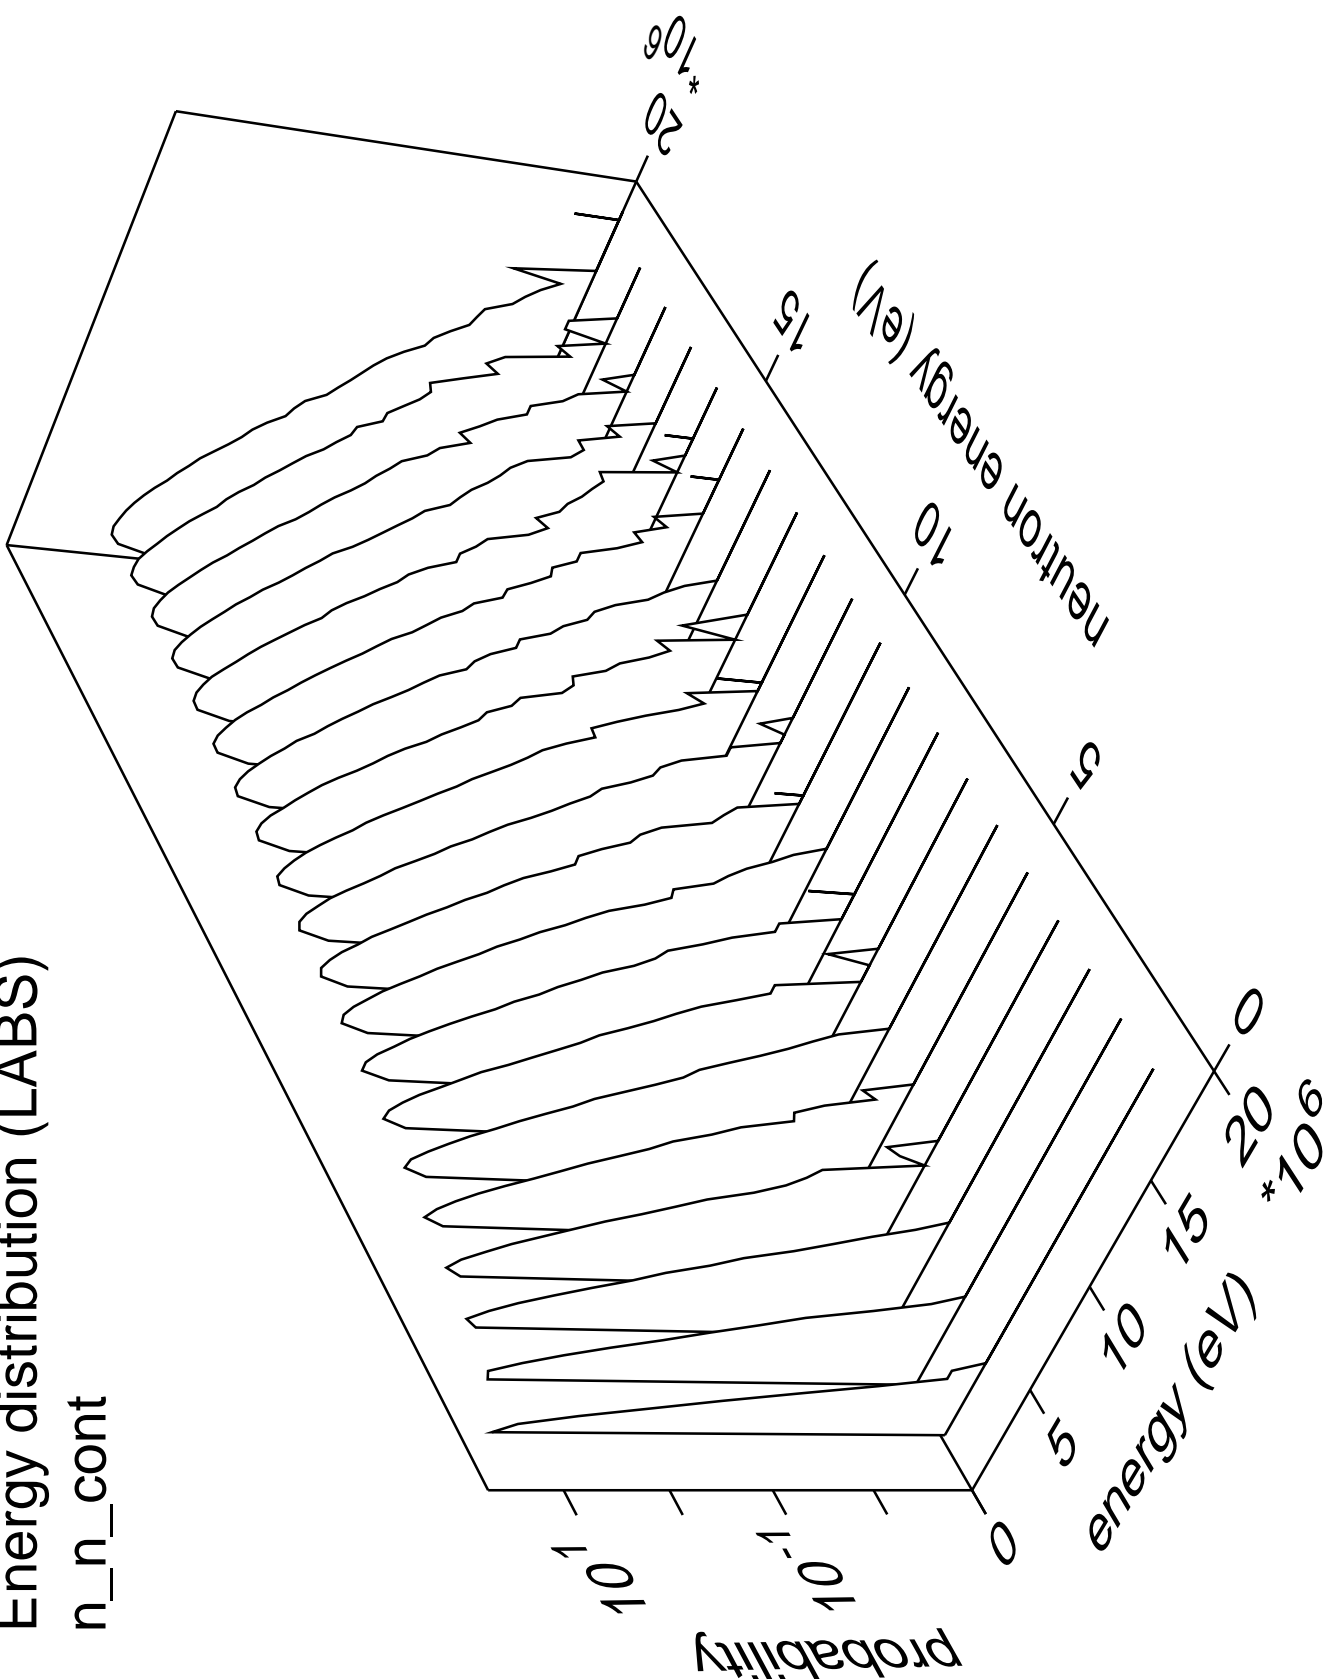 Energy distribution (LABS)
n_n_cont
probability
10^1
10^-1
energy (eV)
0
5
10
15
20
*10^6
neutron energy (eV)
0
5
10
15
20
*10^6